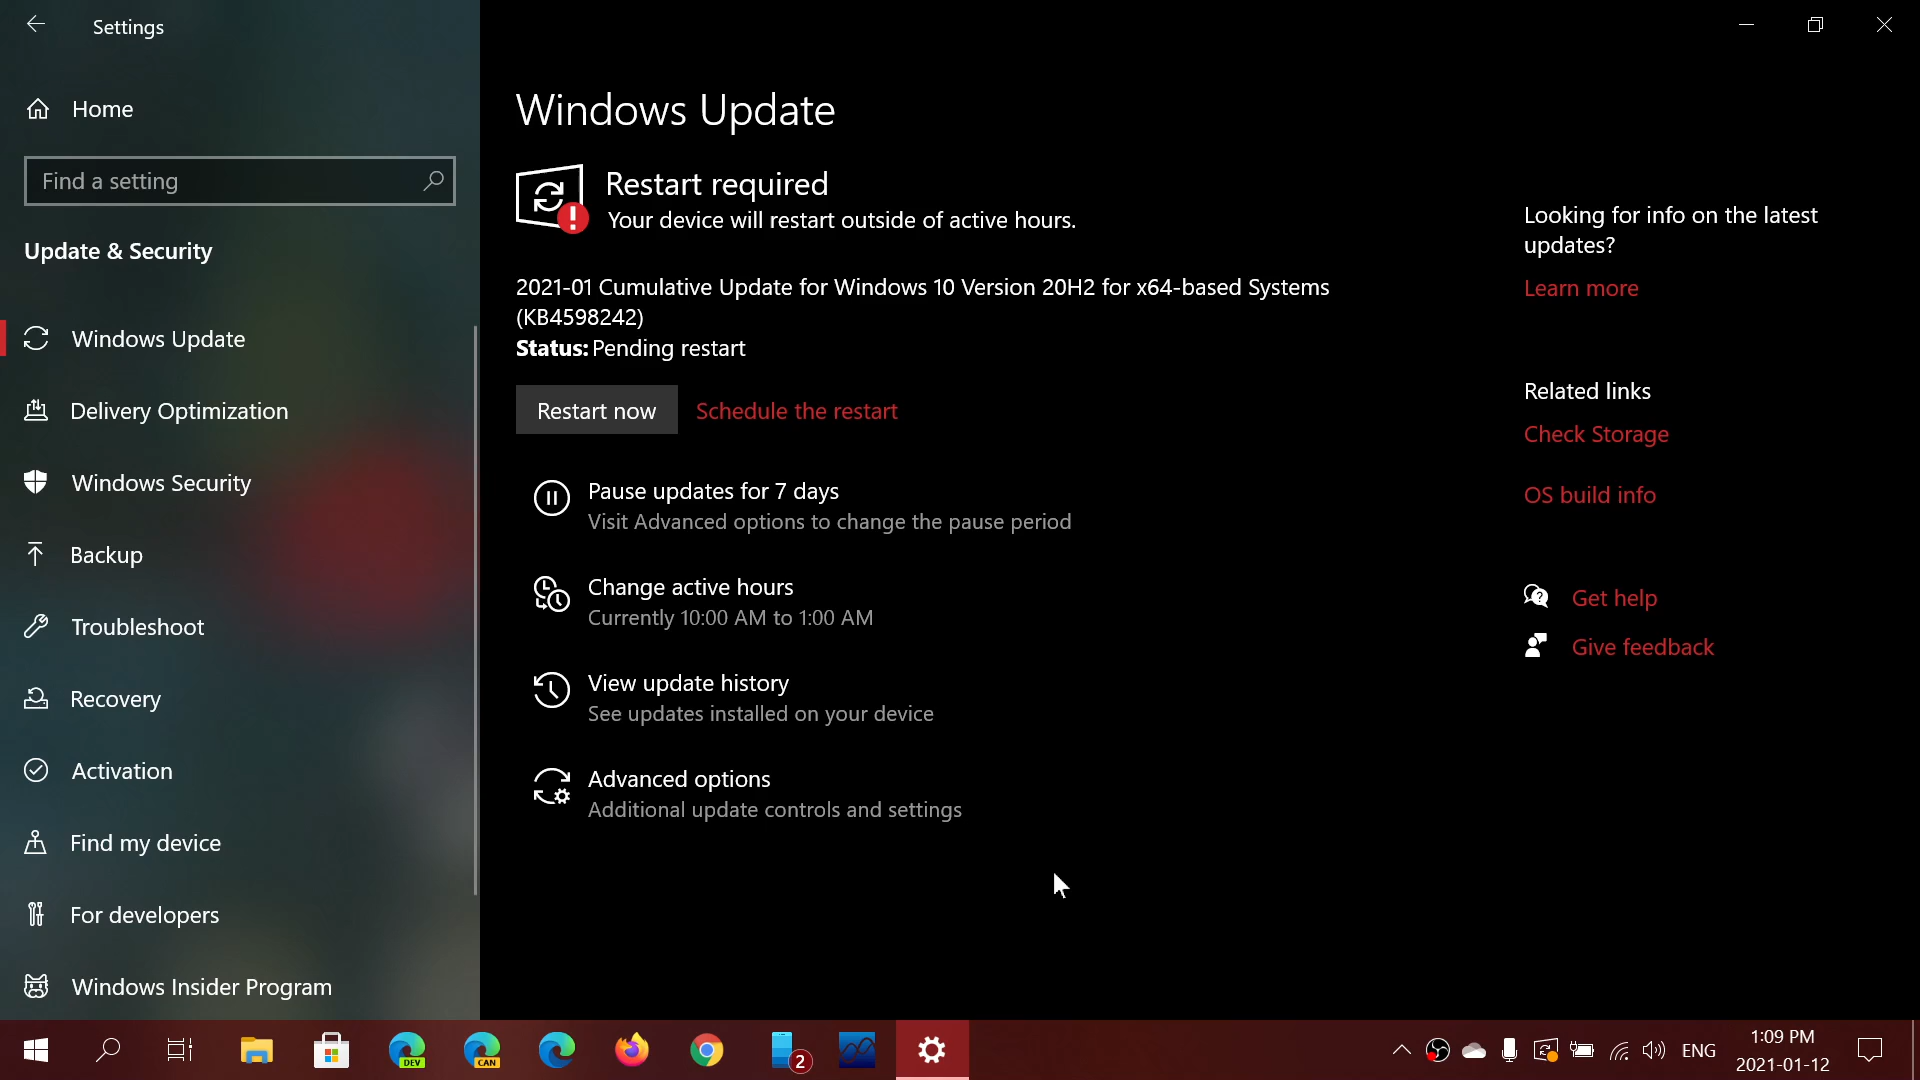 Settings
Home
Find a setting
Update & Security
Windows Update
Delivery Optimization
Windows Security
Backup
Troubleshoot
Recovery
Activation
Find my device
For developers
Windows Insider Program
Windows Update
Restart required
Your device will restart outside of active hours.
2021-01 Cumulative Update for Windows 10 Version 20H2 for x64-based Systems
(KB4598242)
Status: Pending restart
Restart now
Schedule the restart
Pause updates for 7 days
Visit Advanced options to change the pause period
Change active hours
Currently 10:00 AM to 1:00 AM
View update history
See updates installed on your device
Advanced options
Additional update controls and settings
Looking for info on the latest
updates?
Learn more
Related links
Check Storage
OS build info
Get help
Give feedback
DEV
CAN
2
ENG
1:09 PM
2021-01-12